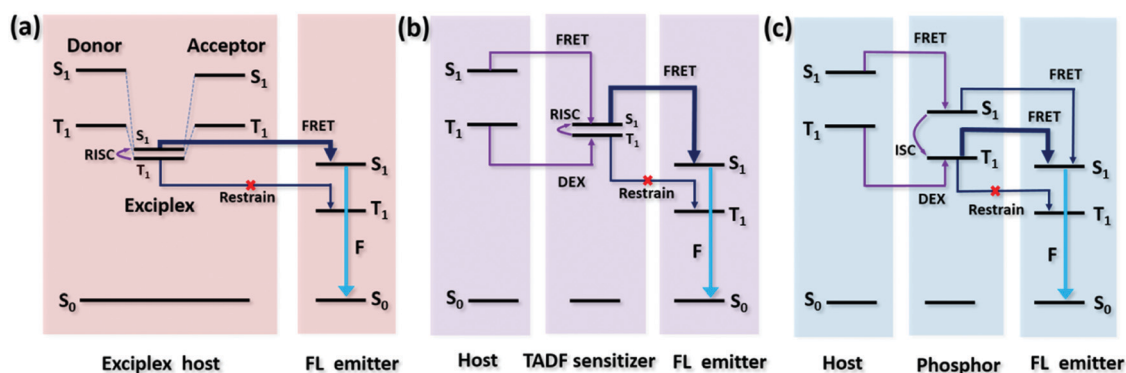 (a)
Donor
Acceptor
S1
S1
T1
T1
S1
RISC
T1
Exciplex
FRET
Restrain
S1
T1
F
S0
S0
Exciplex host
FL emitter
(b)
FRET
FRET
S1
T1
RISC
S1
T1
DEX
Restrain
S1
T1
F
S0
S0
Host
TADF sensitizer
FL emitter
(c)
FRET
FRET
S1
S1
FRET
T1
ISC
T1
DEX
Restrain
S1
T1
F
S0
S0
Host
Phosphor
FL emitter